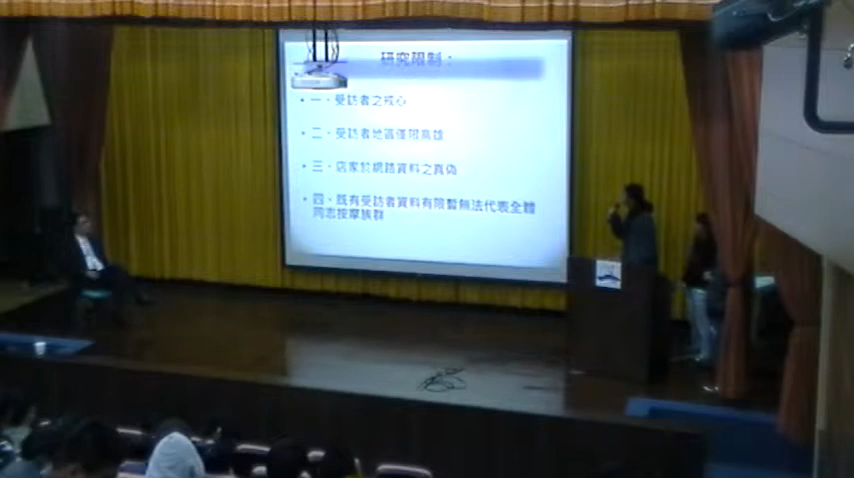 研究限制：
• 一、受訪者之戒心
• 二、受訪者地區僅限高雄
• 三、店家於網路資料之真偽
• 四、既有受訪者資料有限暫無法代表全體
同志按摩族群